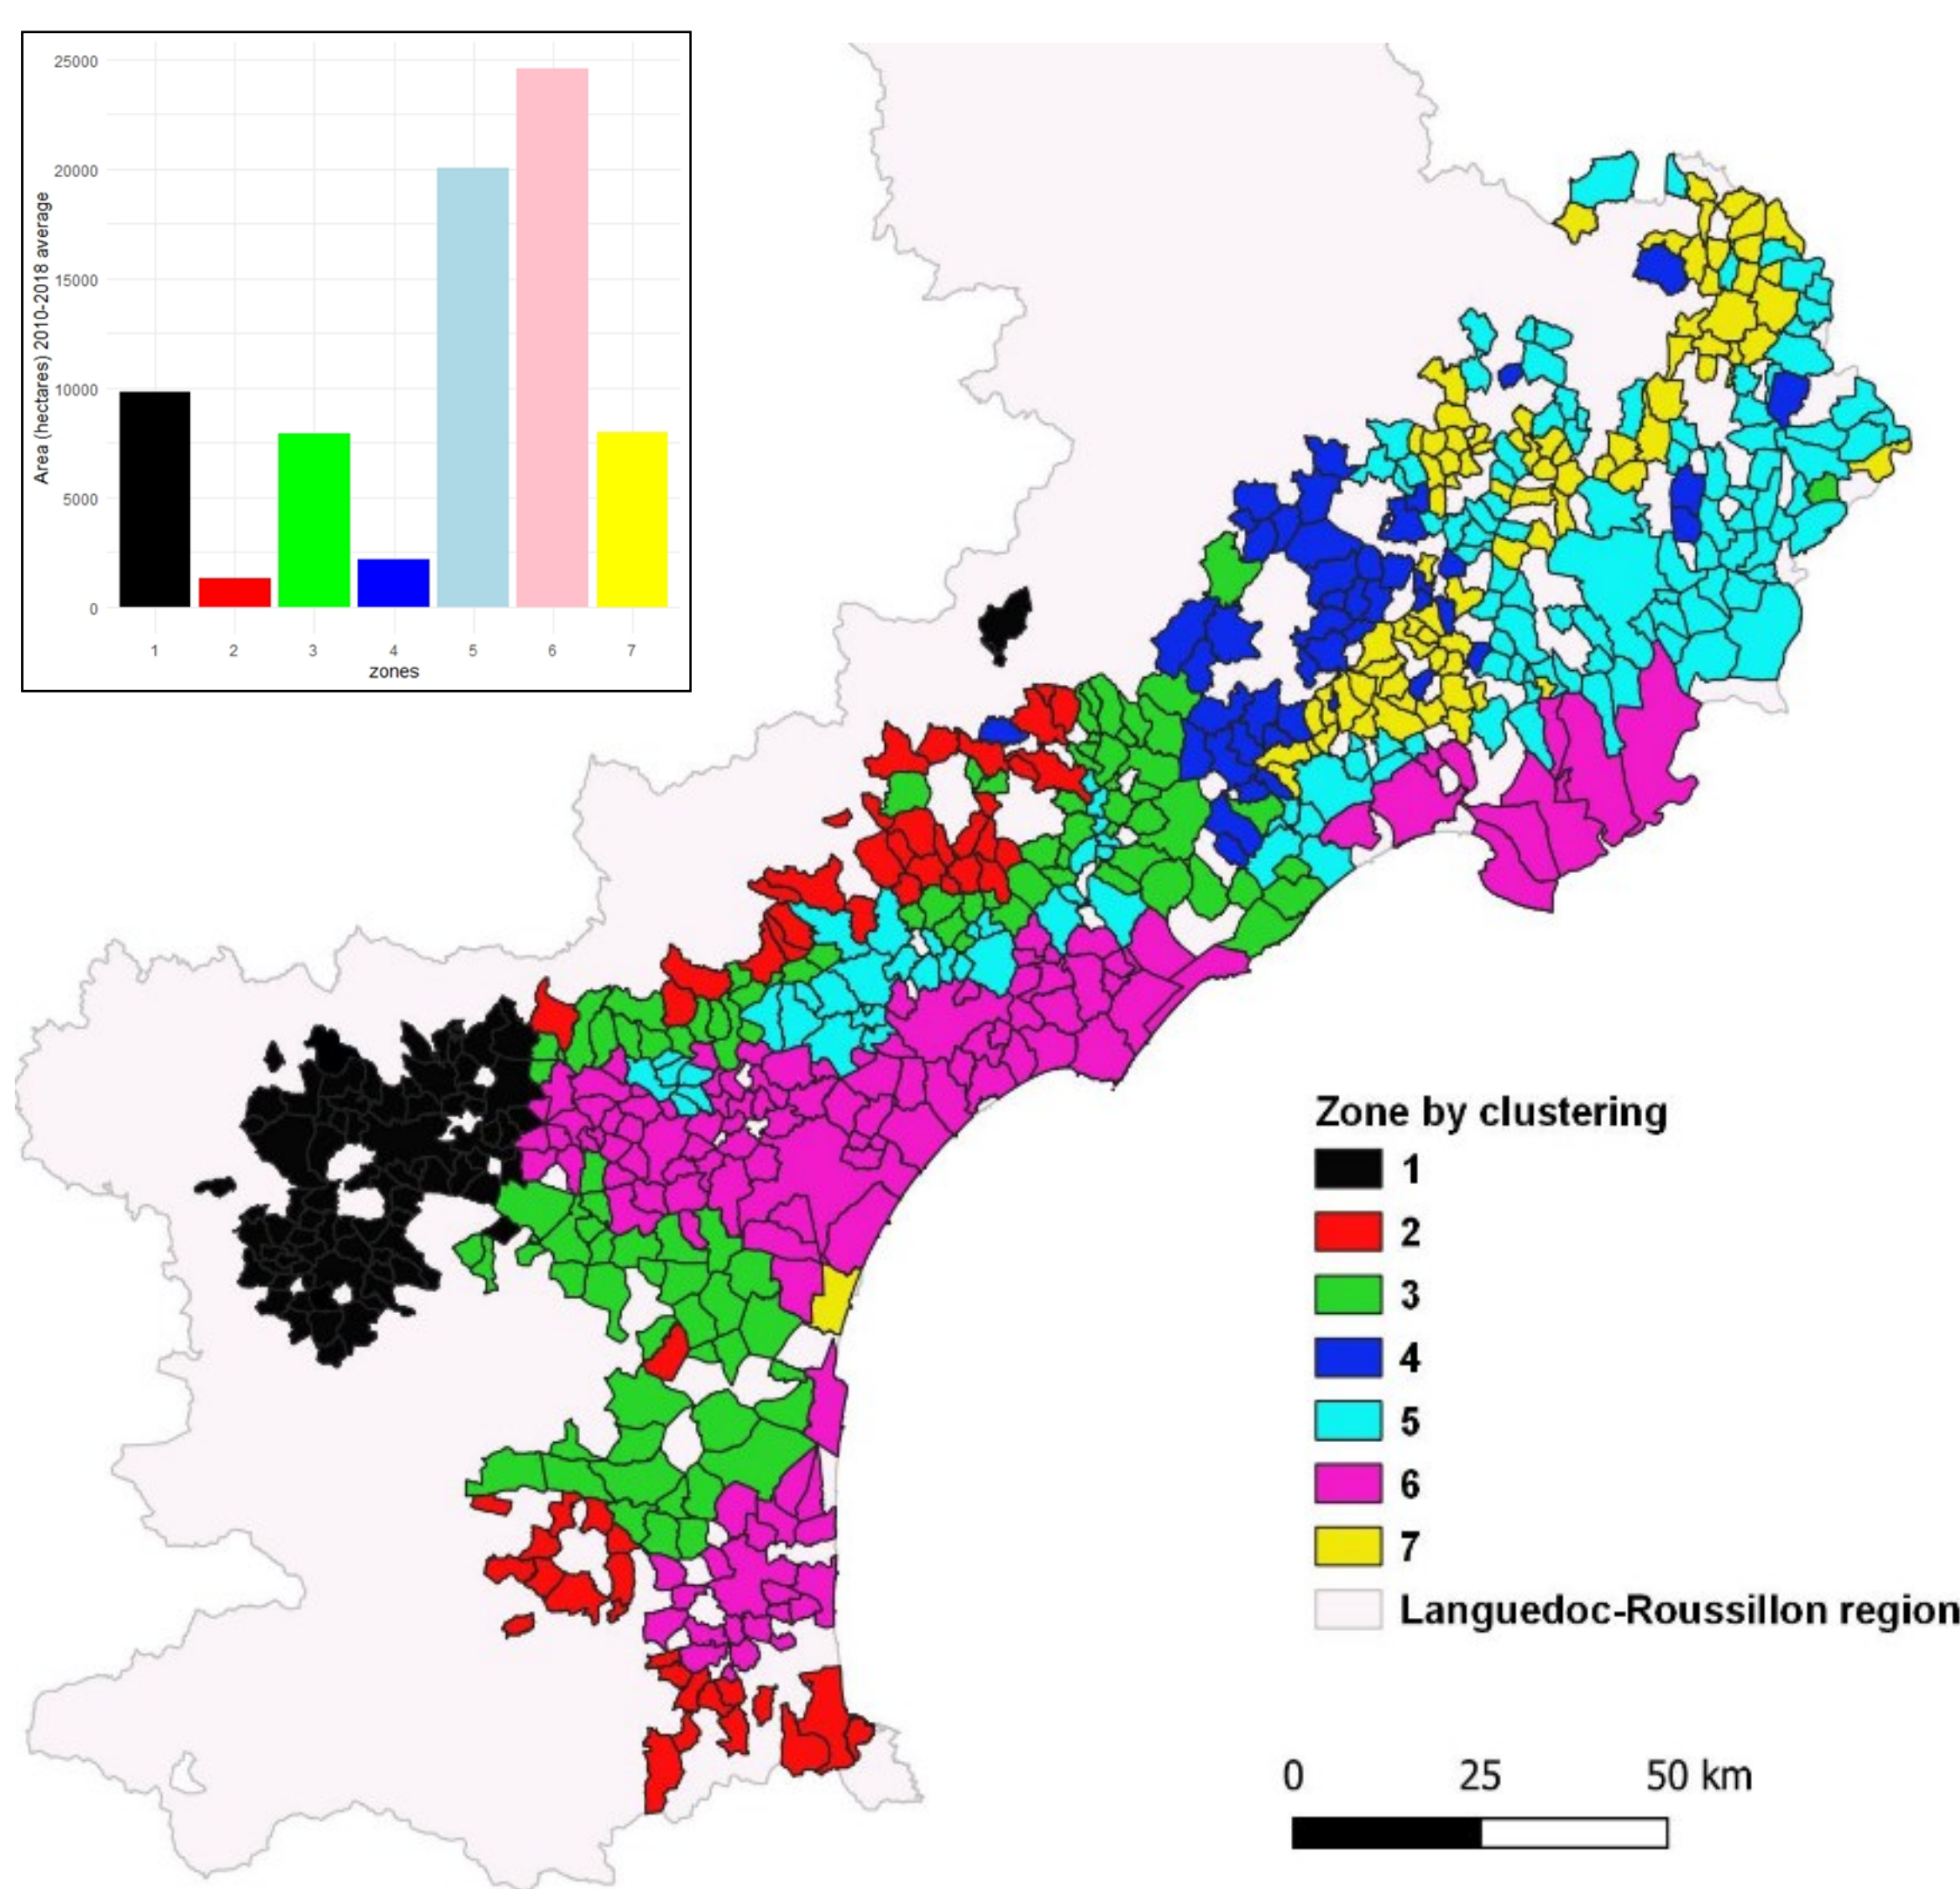 25000
20000
15000
10000
5000
0
Area (hectares) 2010-2018 average
1 2 3 4 5 6 7
zones
Zone by clustering
1
2
3
4
5
6
7
Languedoc-Roussillon region
0 25 50 km